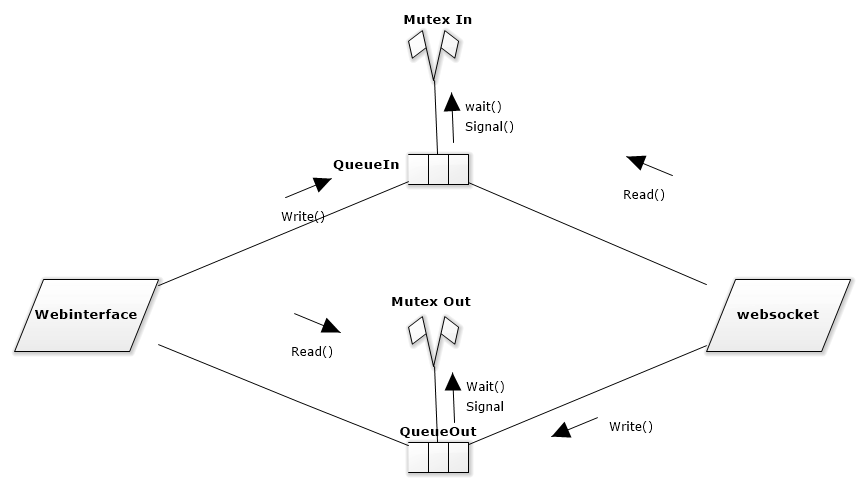 Mutex In
wait()
Signal()
QueueIn
Read()
Write()
Mutex Out
Webinterface
websocket
Read()
Wait()
Signal
QueueOut
Write()